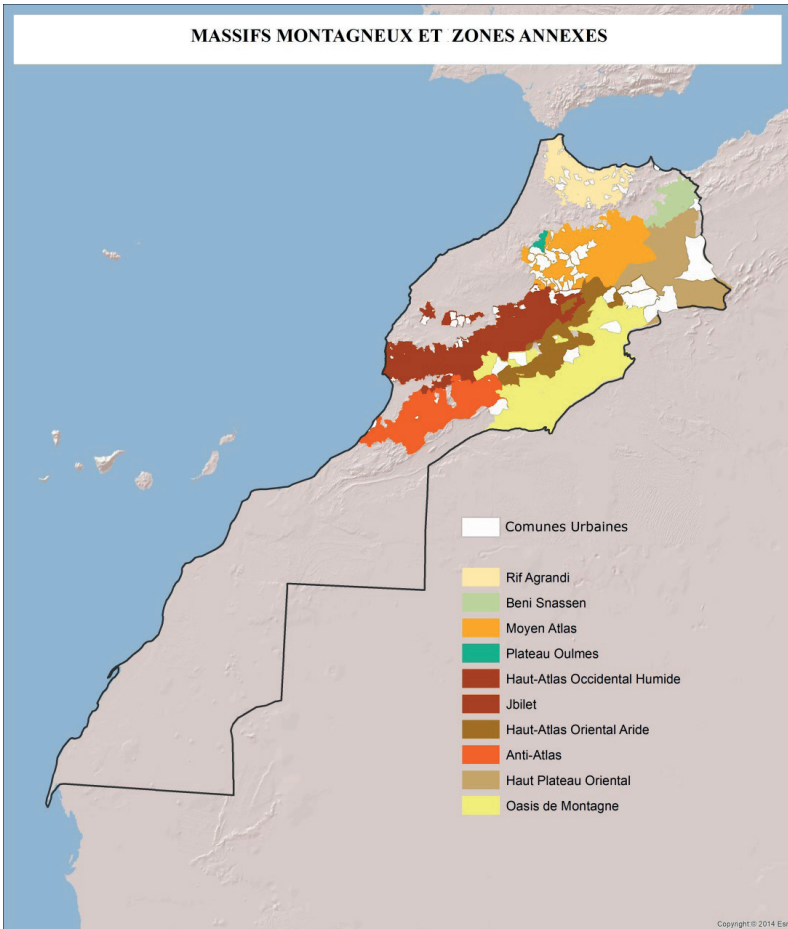 MASSIFS MONTAGNEUX ET ZONES ANNEXES
Comunes Urbaines
Rif Agrandi
Beni Snassen
Moyen Atlas
Plateau Oulmes
Haut-Atlas Occidental Humide
Jbilet
Haut-Atlas Oriental Aride
Anti-Atlas
Haut Plateau Oriental
Oasis de Montagne
Copyright © 2014 Esr